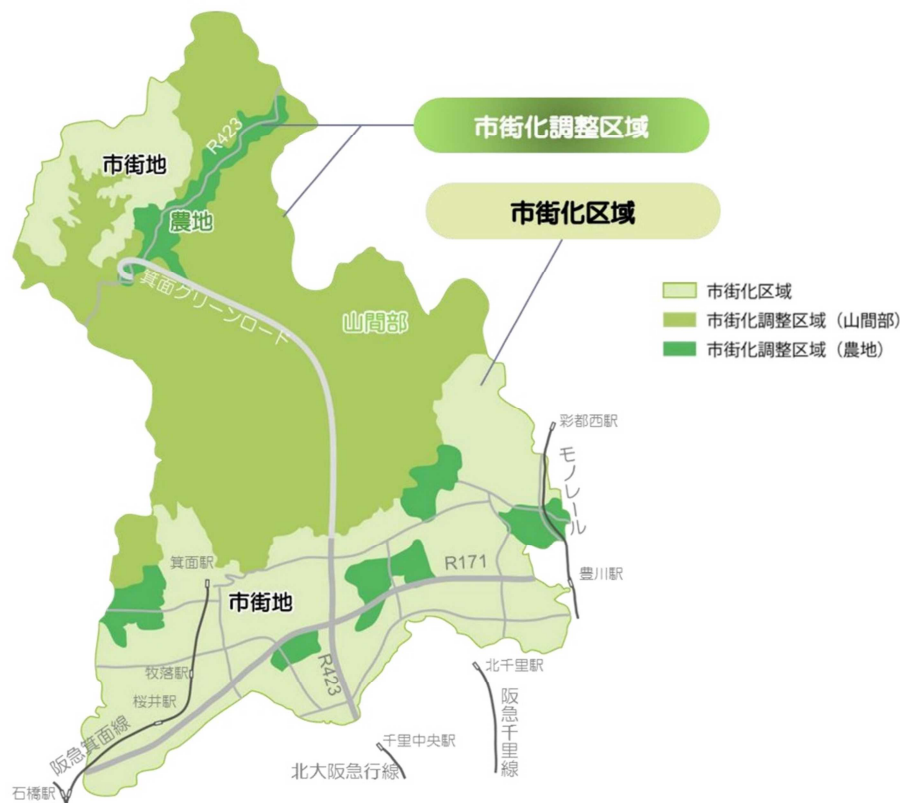 市街化調整区域
R423
市街地
市街化区域
農地
箕面グリーンロード
山間部
市街化区域
市街化調整区域（山間部）
市街化調整区域（農地）
彩都西駅
モノレール
R171
箕面駅
豊川駅
市街地
R423
北千里駅
牧落駅
桜井駅
阪急千里線
阪急箕面線
千里中央駅
北大阪急行線
石橋駅